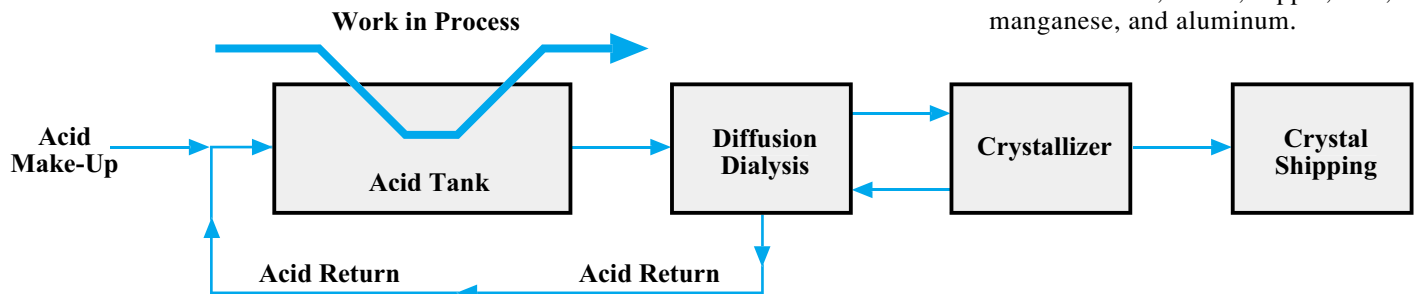 manganese, and aluminum.
Work in Process
Acid
Make-Up
Acid Tank
Diffusion
Dialysis
Crystallizer
Crystal
Shipping
Acid Return
Acid Return